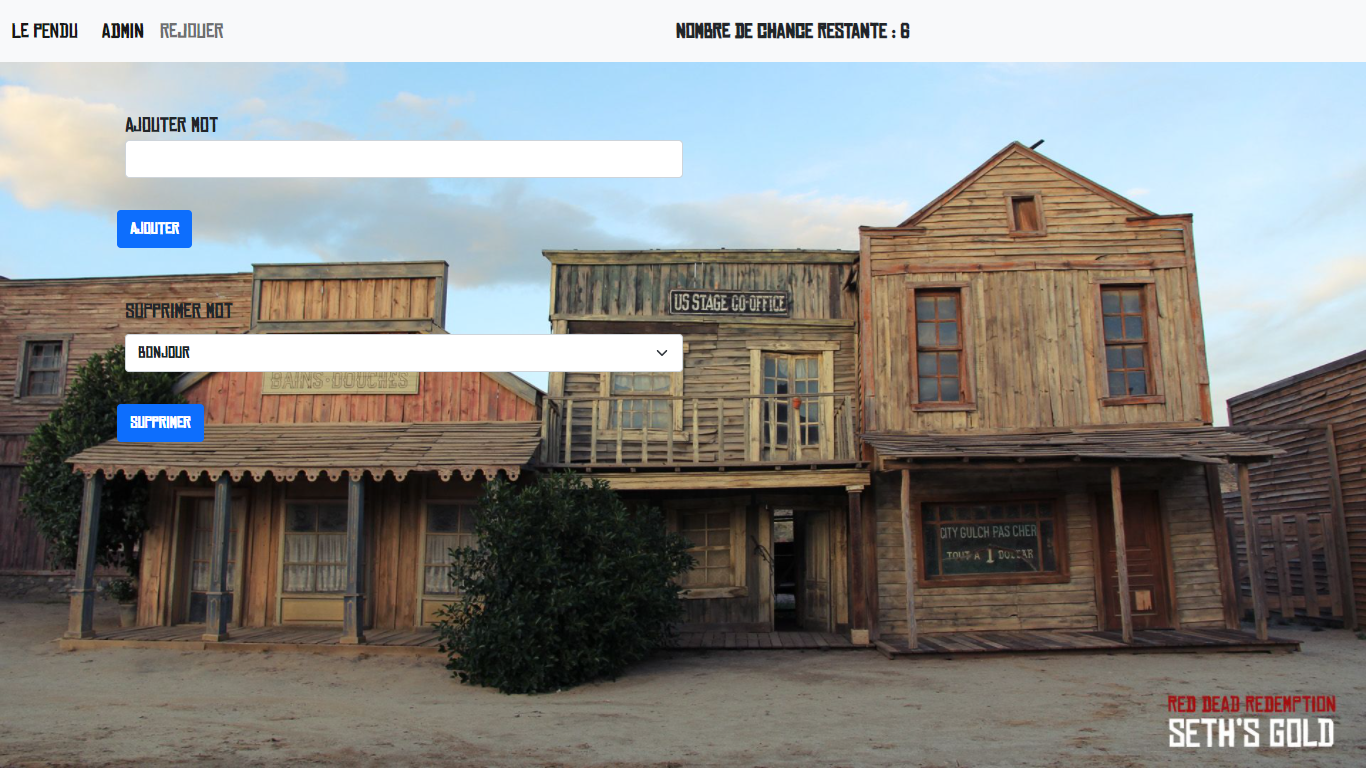 LE PENDU ADMIN REJOUER NOMBRE DE CHANCE RESTANTE : 6
AJOUTER MOT
AJOUTER
SUPPRIMER MOT
BONJOUR
SUPPRIMER
US STAGE CO-OFFICE
BAINS-DOUCHES
CITY GULCH PAS CHER
TOUT A 1 DOLLAR
RED DEAD REDEMPTION
SETH'S GOLD